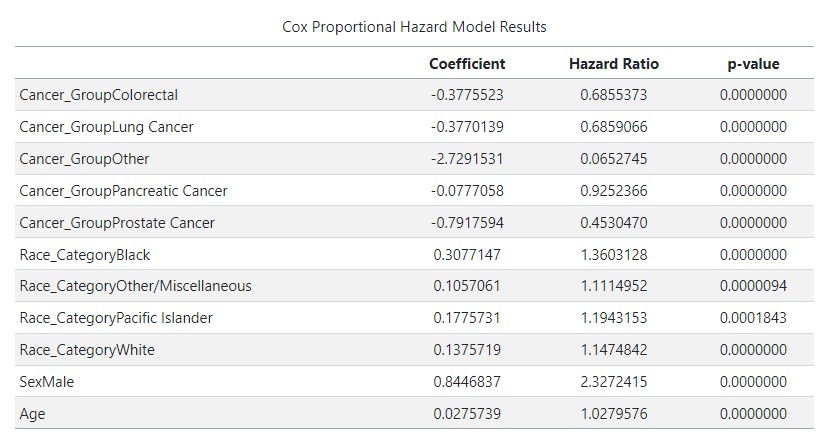 Cox Proportional Hazard Model Results
Coefficient Hazard Ratio p-value
Cancer_GroupColorectal -0.3775523 0.6855373 0.0000000
Cancer_GroupLung Cancer -0.3770139 0.6859066 0.0000000
Cancer_GroupOther -2.7291531 0.0652745 0.0000000
Cancer_GroupPancreatic Cancer -0.0777058 0.9252366 0.0000000
Cancer_GroupProstate Cancer -0.7917594 0.4530470 0.0000000
Race_CategoryBlack 0.3077147 1.3603128 0.0000000
Race_CategoryOther/Miscellaneous 0.1057061 1.1114952 0.0000094
Race_CategoryPacific Islander 0.1775731 1.1943153 0.0001843
Race_CategoryWhite 0.1375719 1.1474842 0.0000000
SexMale 0.8446837 2.3272415 0.0000000
Age 0.0275739 1.0279576 0.0000000